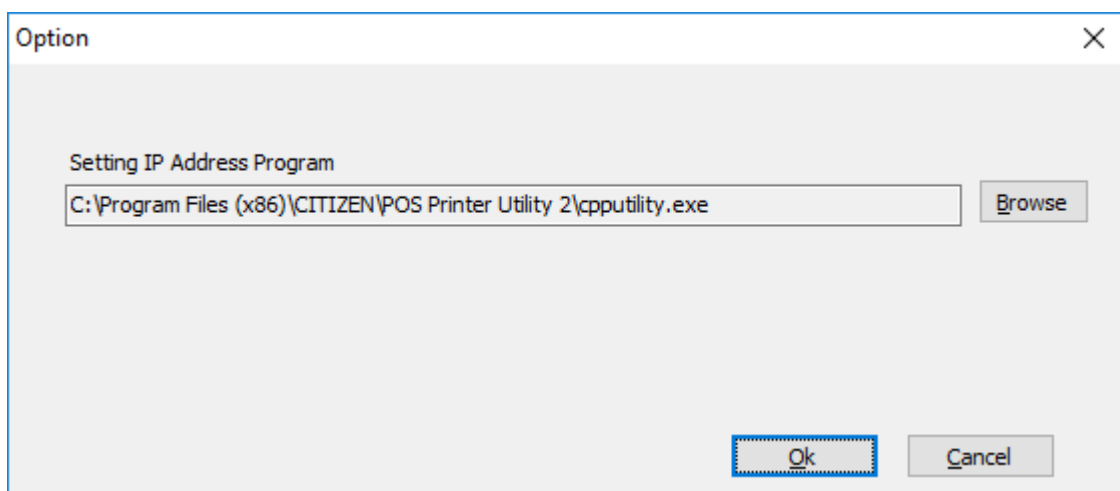 Option
Setting IP Address Program
C:\Program Files (x86)\CITIZEN\POS Printer Utility 2\cpputility.exe
Browse
Ok
Cancel